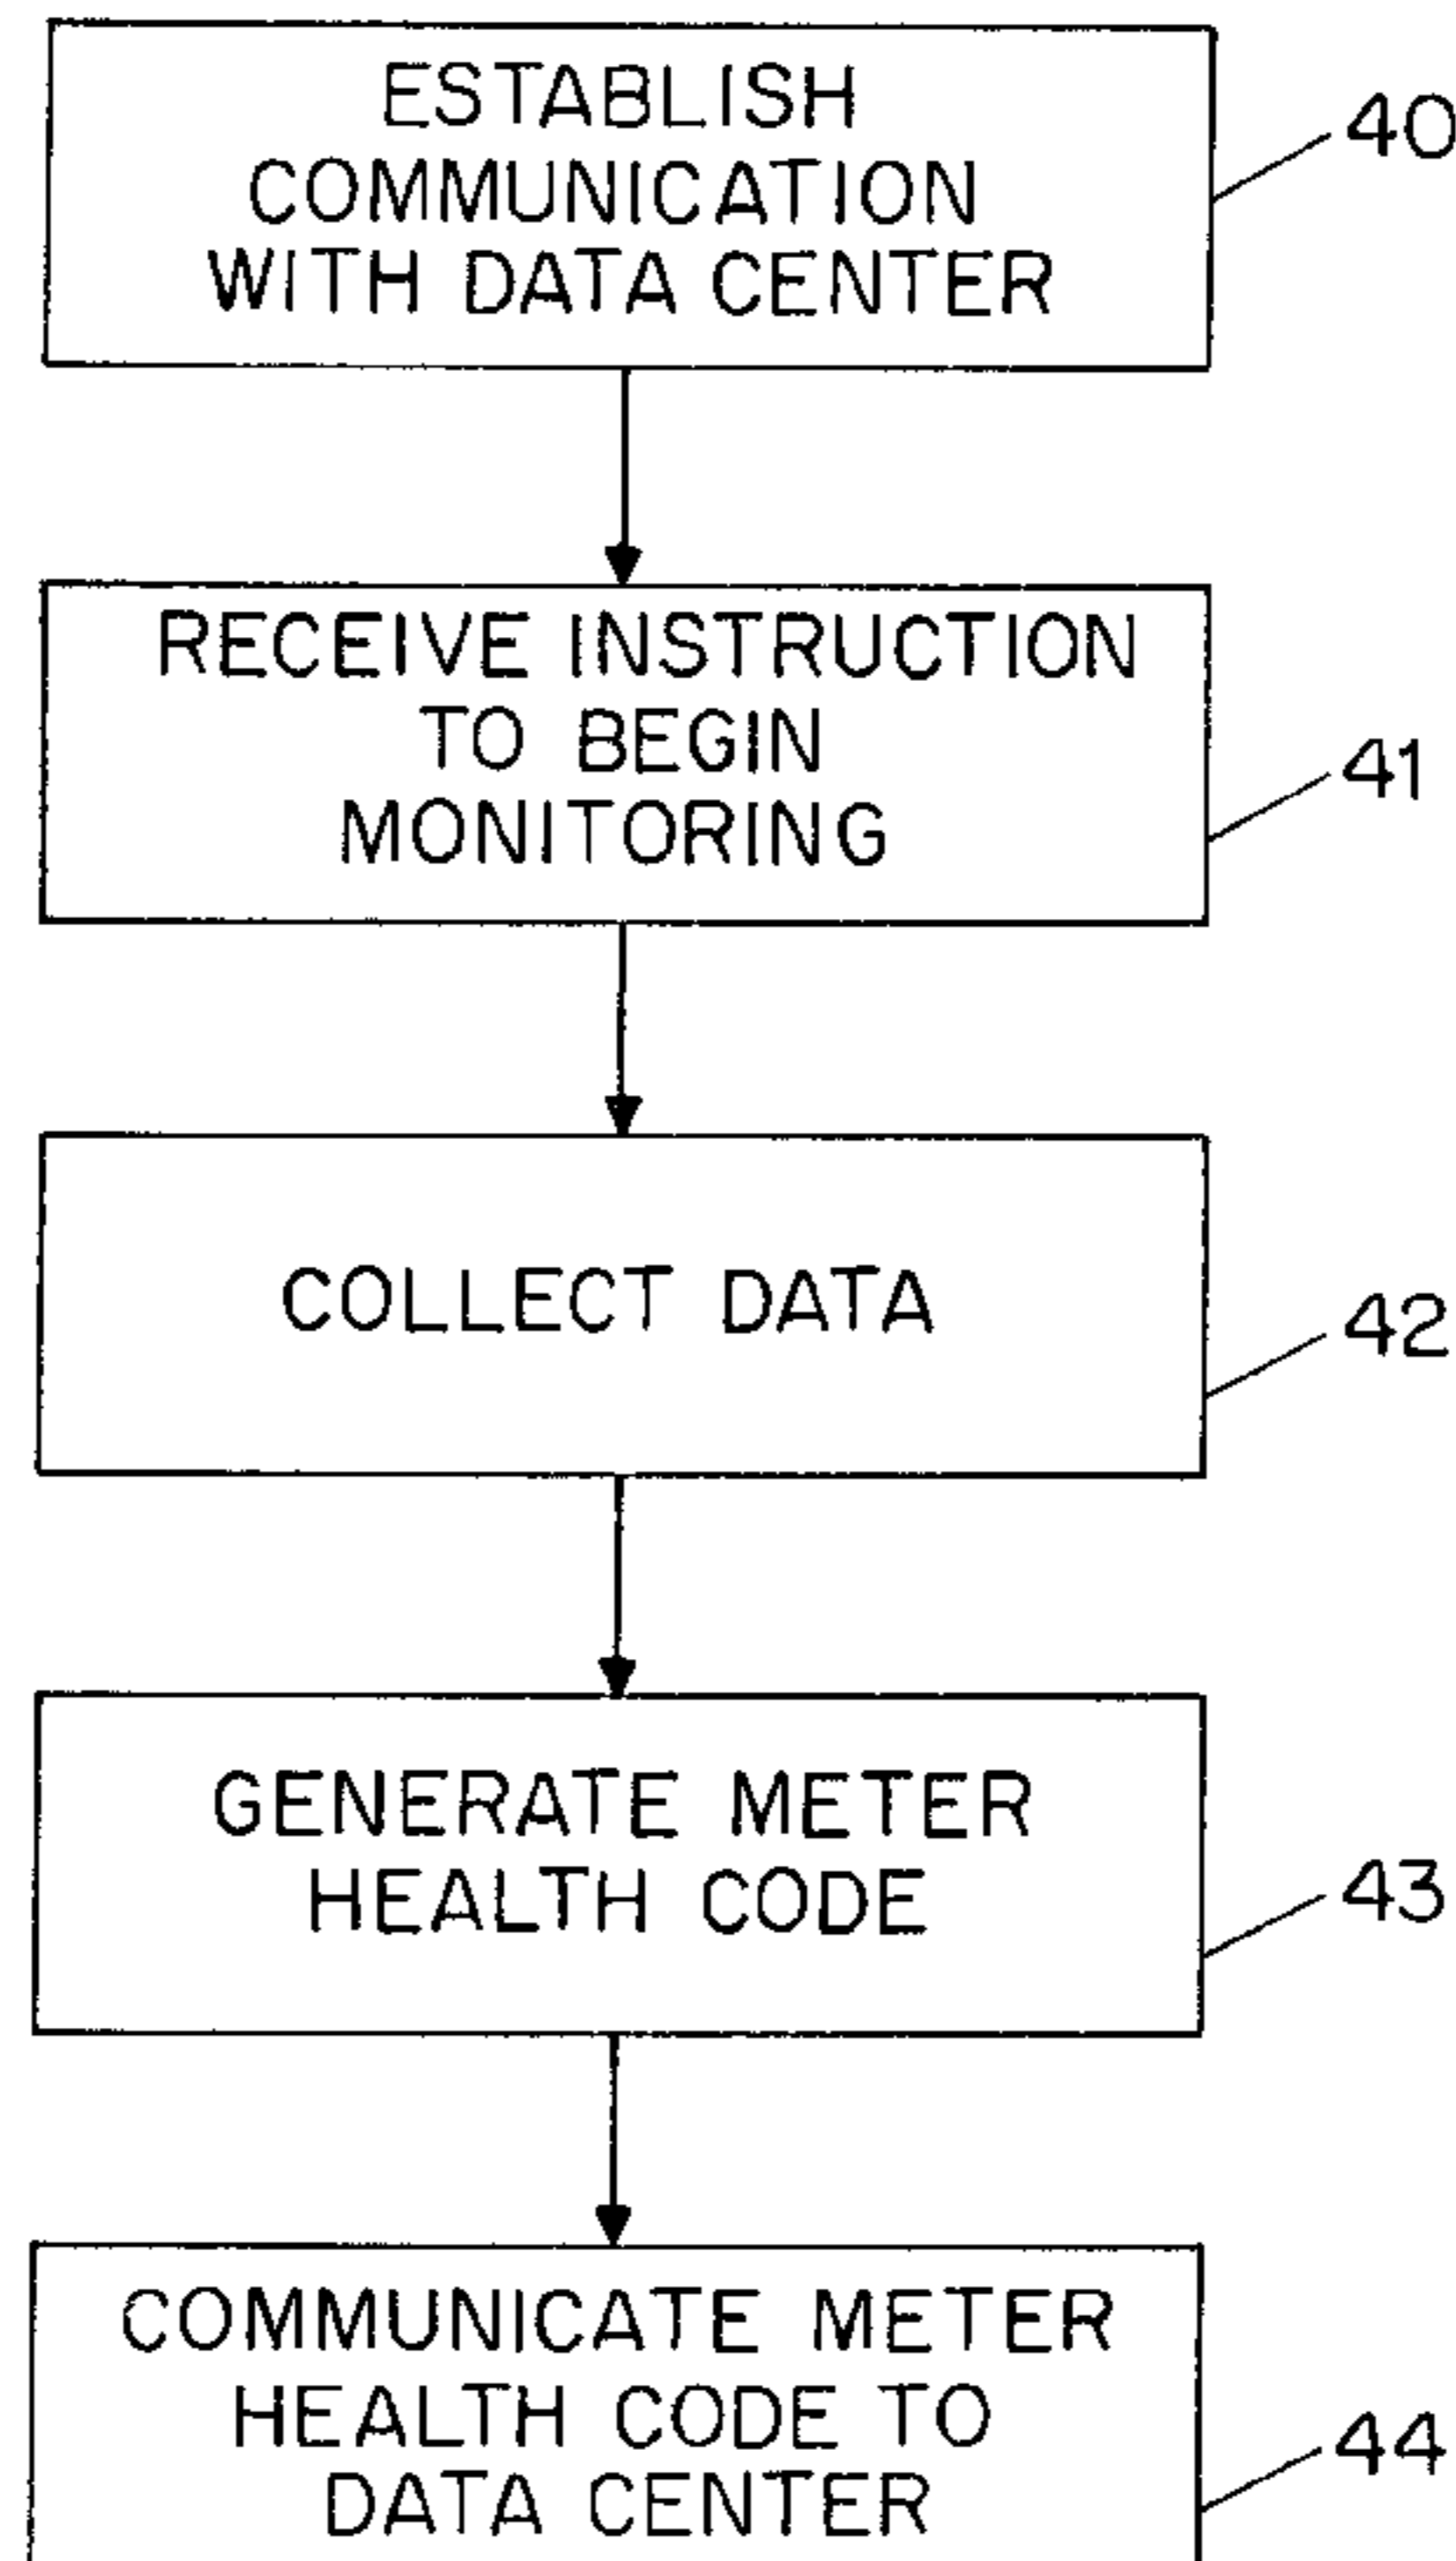 ESTABLISH
COMMUNICATION
WITH DATA CENTER
40
RECEIVE INSTRUCTION
TO BEGIN
MONITORING
41
COLLECT DATA
42
GENERATE METER
HEALTH CODE
43
COMMUNICATE METER
HEALTH CODE TO
DATA CENTER
44